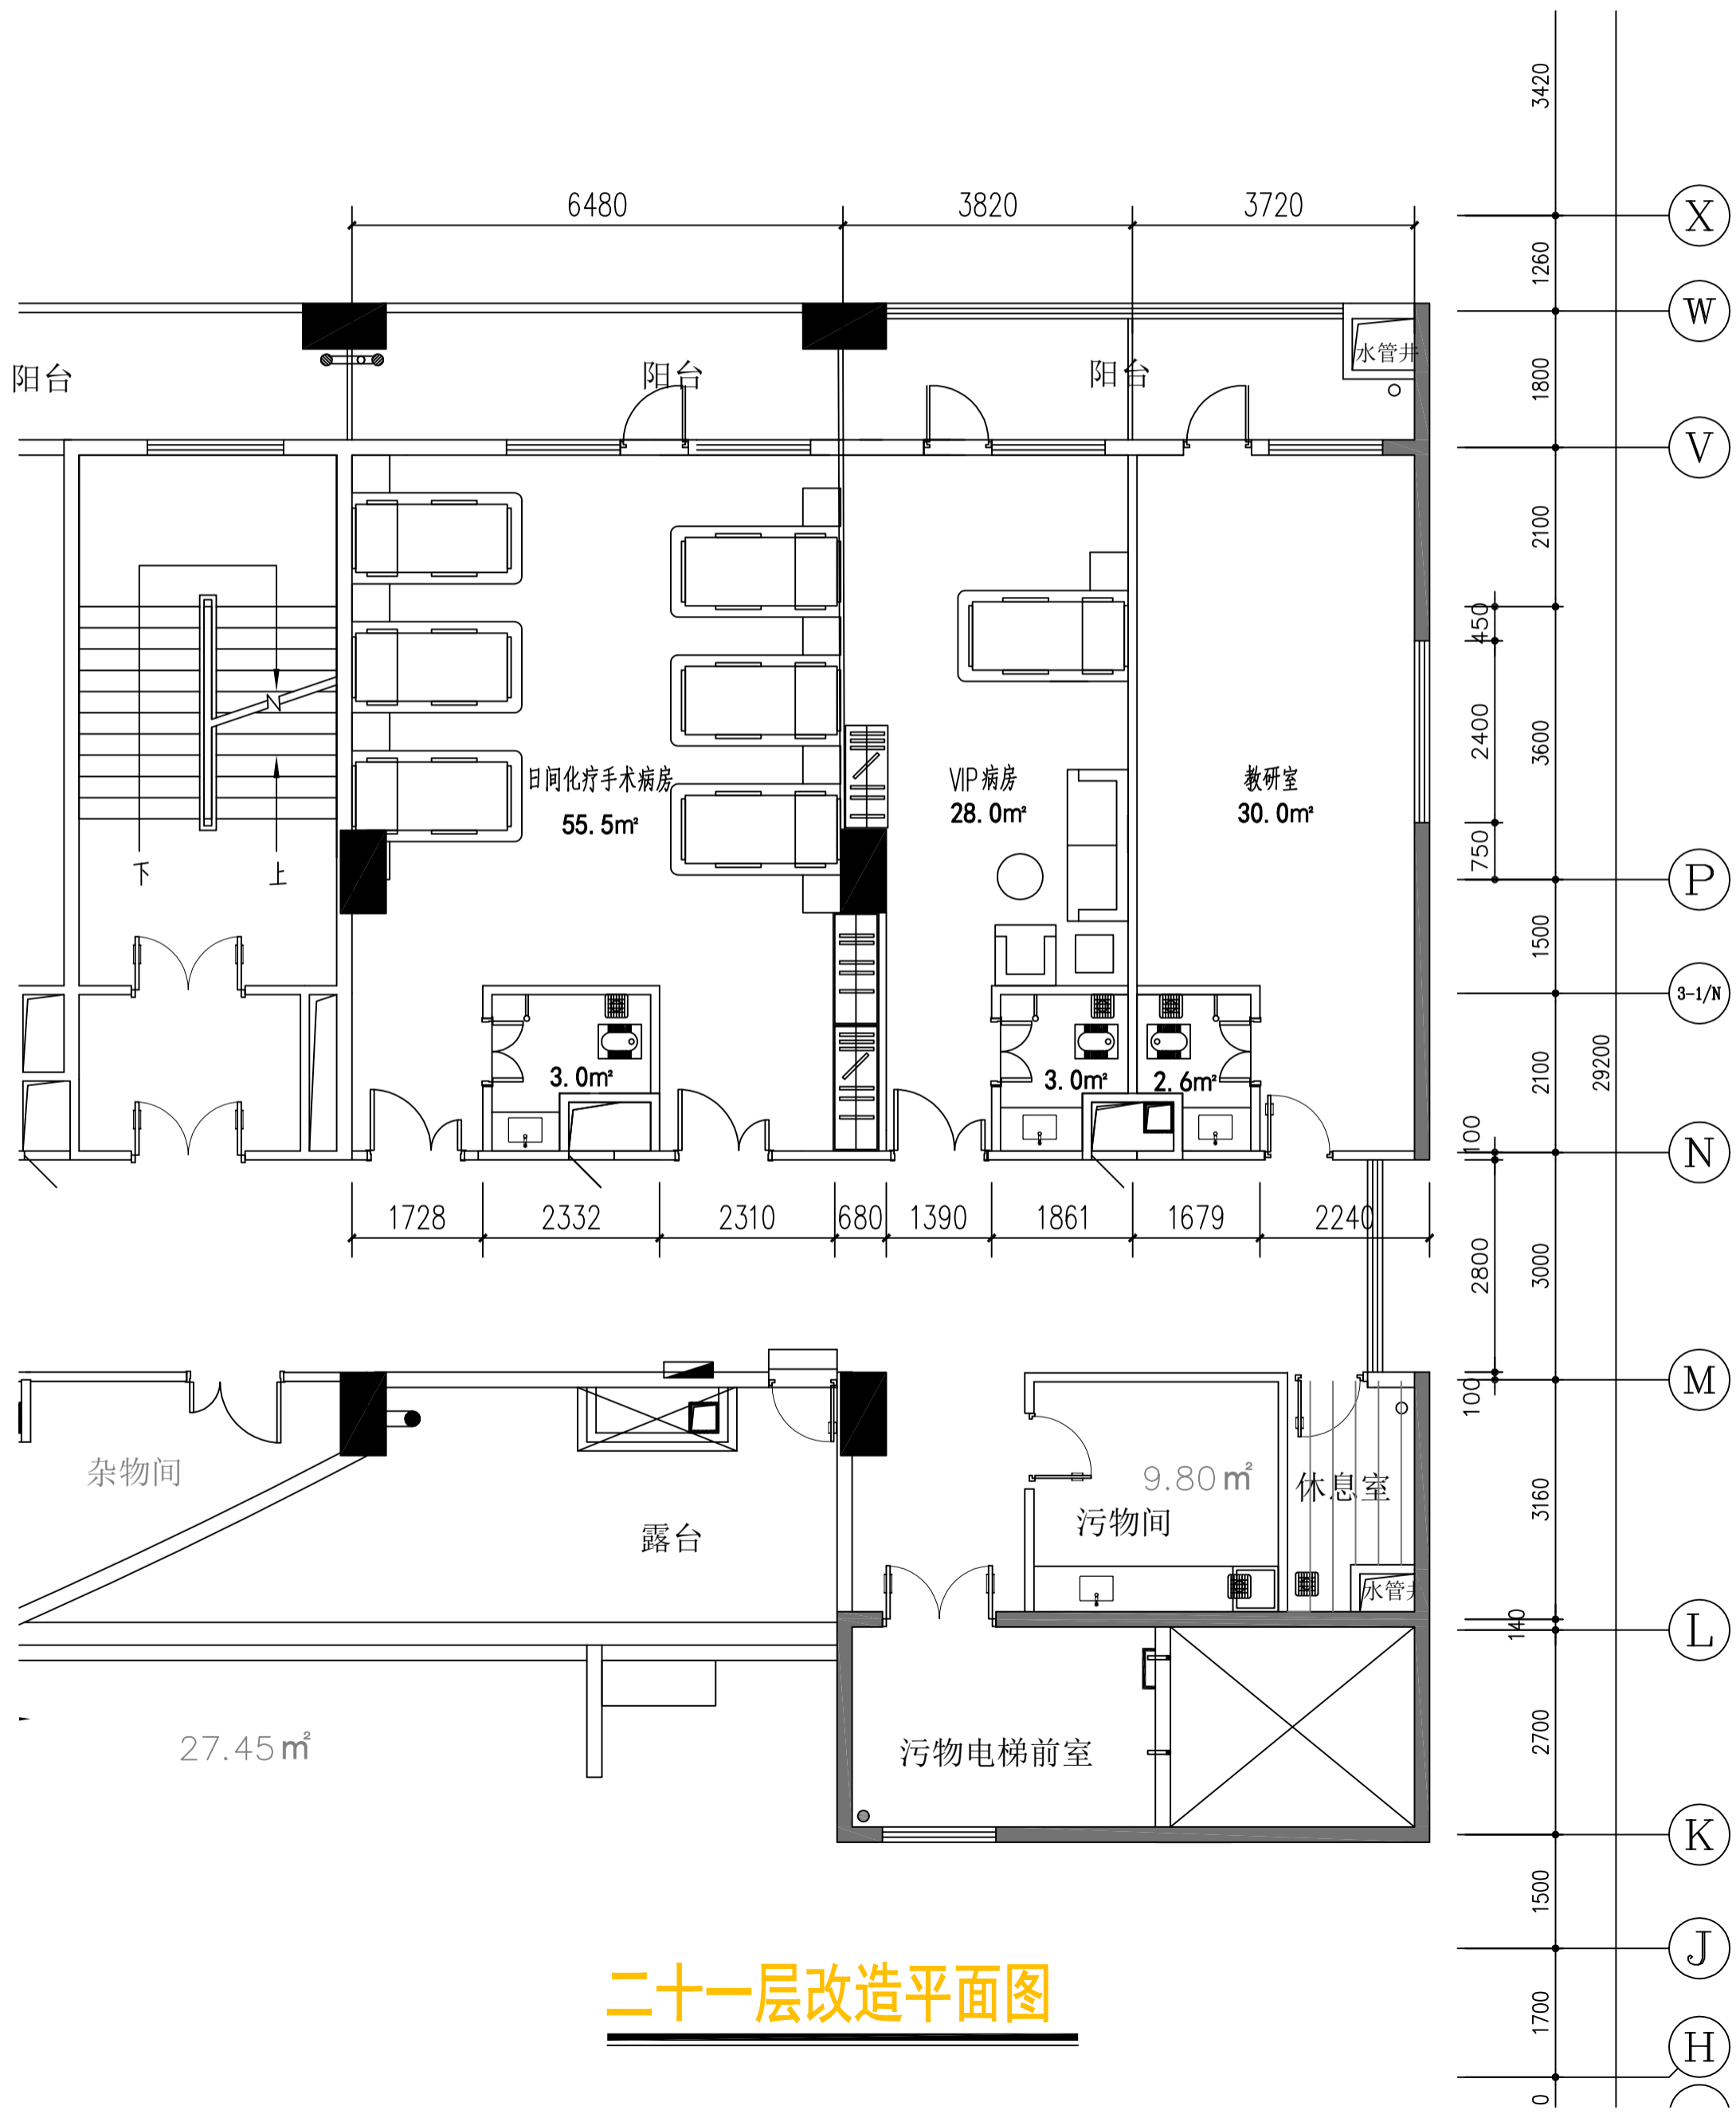 3420
6480
3820
3720
X
1260
W
阳台
阳台
阳台
水管井
1800
V
2100
450
2400
3600
750
日间化疗手术病房
55.5m²
VIP病房
28.0m²
教研室
30.0m²
下
上
P
1500
3-1/N
3.0m²
3.0m²
2.6m²
2100
29200
100
N
1728
2332
2310
680
1390
1861
1679
2240
2800
3000
M
100
杂物间
9.80m²
休息室
污物间
露台
3160
水管井
140
L
27.45m²
污物电梯前室
2700
K
1500
J
二十一层改造平面图
1700
H
0